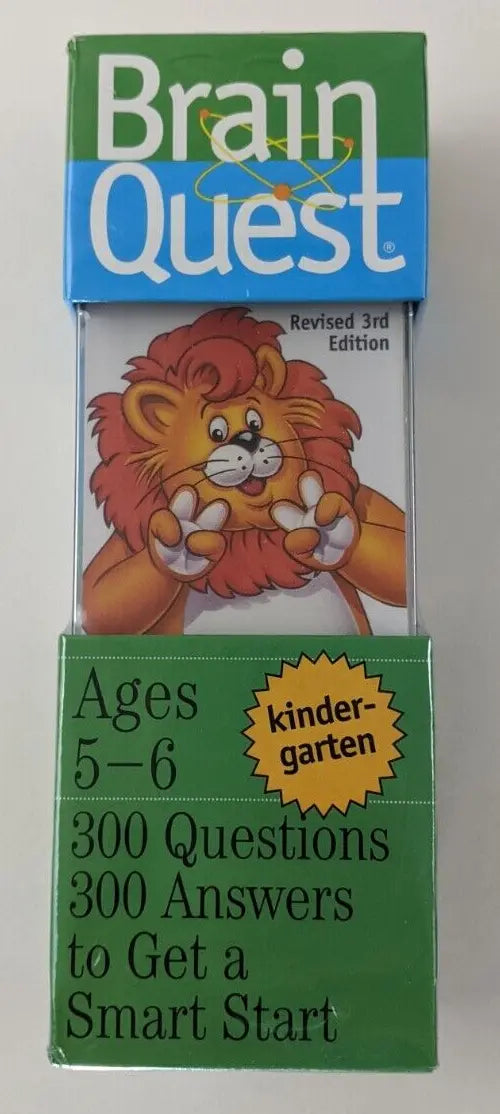 Brain
Quest®
Revised 3rd
Edition
Ages
5–6
kinder-
garten
300 Questions
300 Answers
to Get a
Smart Start